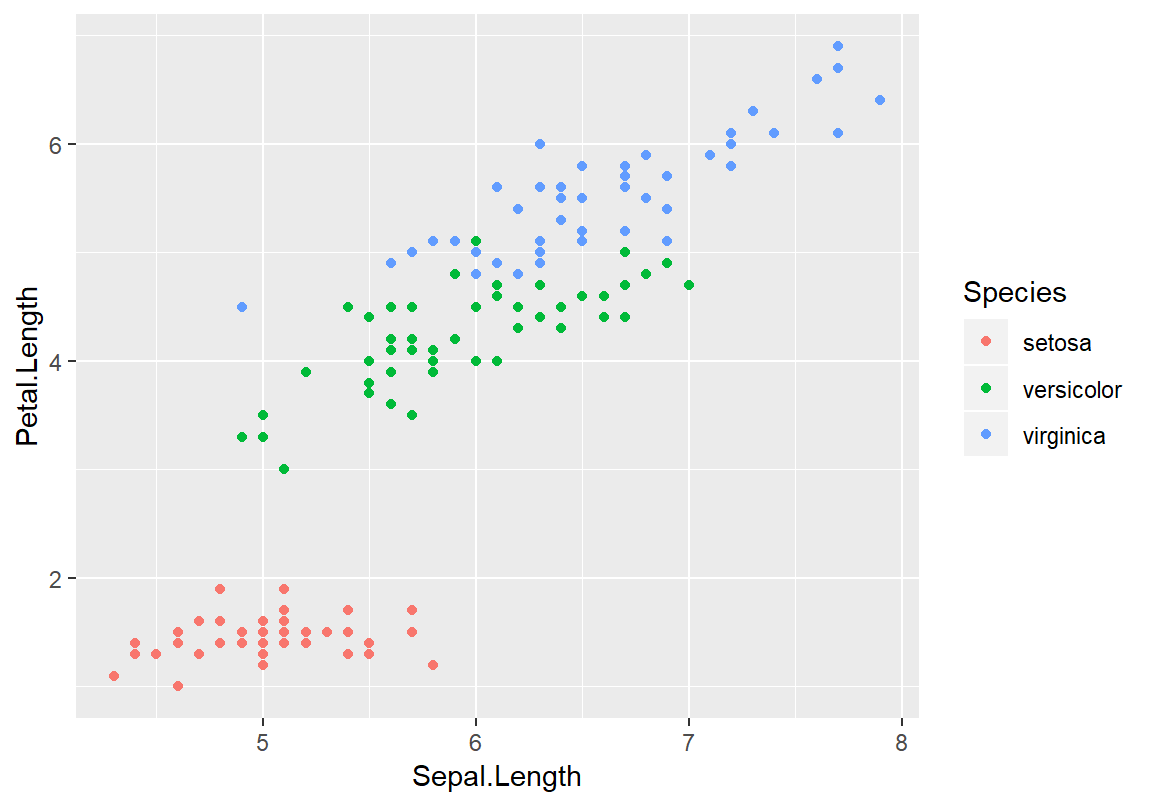 6
4
2
Petal.Length
5 6 7 8
Sepal.Length
Species
setosa
versicolor
virginica